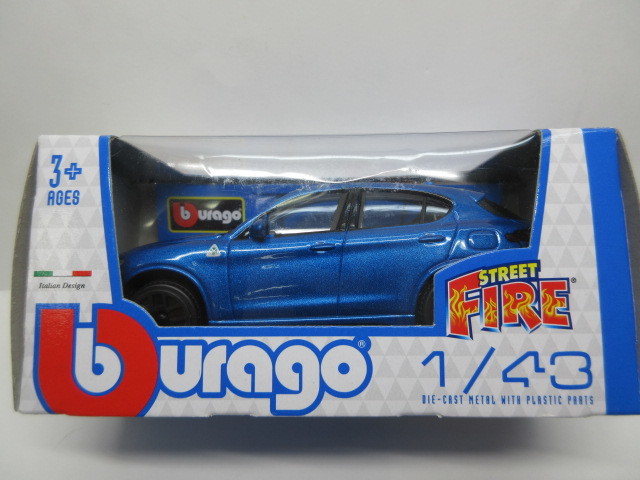 3+
AGES
burago
Italian Design
STREET
FIRE®
burago®
1/43
DIE-CAST METAL WITH PLASTIC PARTS